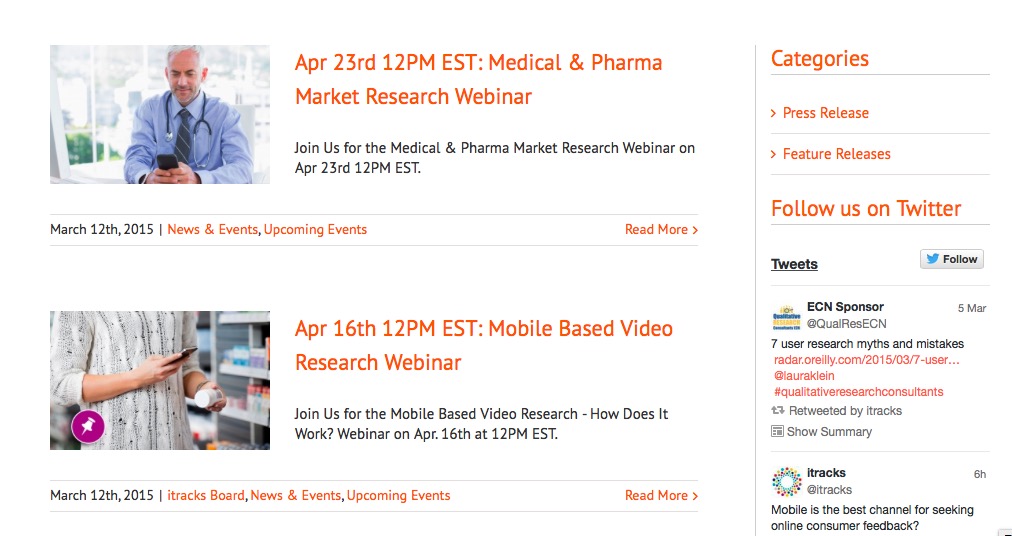 Apr 23rd 12PM EST: Medical & Pharma
Market Research Webinar
Join Us for the Medical & Pharma Market Research Webinar on
Apr 23rd 12PM EST.
March 12th, 2015 | News & Events, Upcoming Events
Read More >
Apr 16th 12PM EST: Mobile Based Video
Research Webinar
Join Us for the Mobile Based Video Research - How Does It
Work? Webinar on Apr. 16th at 12PM EST.
March 12th, 2015 | itracks Board, News & Events, Upcoming Events
Read More >
Categories
> Press Release
> Feature Releases
Follow us on Twitter
Tweets
Follow
ECN Sponsor
5 Mar
@QualResECN
7 user research myths and mistakes
radar.oreilly.com/2015/03/7-user…
@lauraklein
#qualitativeresearchconsultants
Retweeted by itracks
Show Summary
itracks
6h
@itracks
Mobile is the best channel for seeking
online consumer feedback?